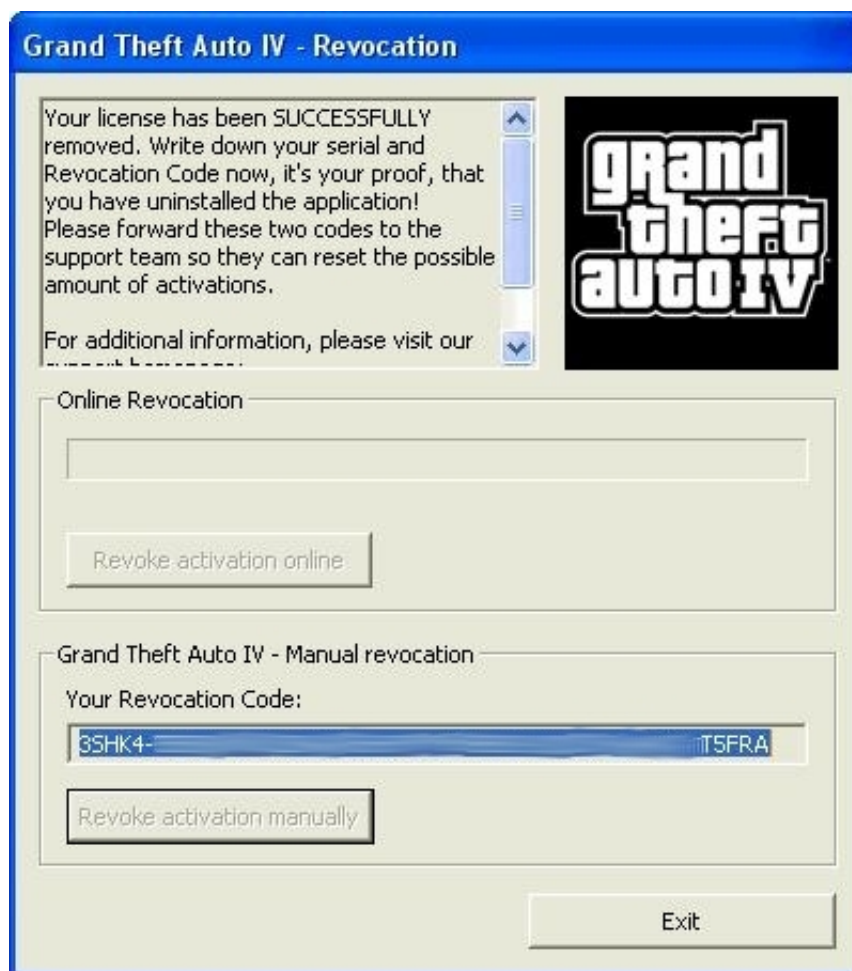 Grand Theft Auto IV - Revocation
Your license has been SUCCESSFULLY
removed. Write down your serial and
Revocation Code now, it's your proof, that
you have uninstalled the application!
Please forward these two codes to the
support team so they can reset the possible
amount of activations.
For additional information, please visit our
grand
theft
auto IV
Online Revocation
Revoke activation online
Grand Theft Auto IV - Manual revocation
Your Revocation Code:
3SHK4- T5FRA
Revoke activation manually
Exit